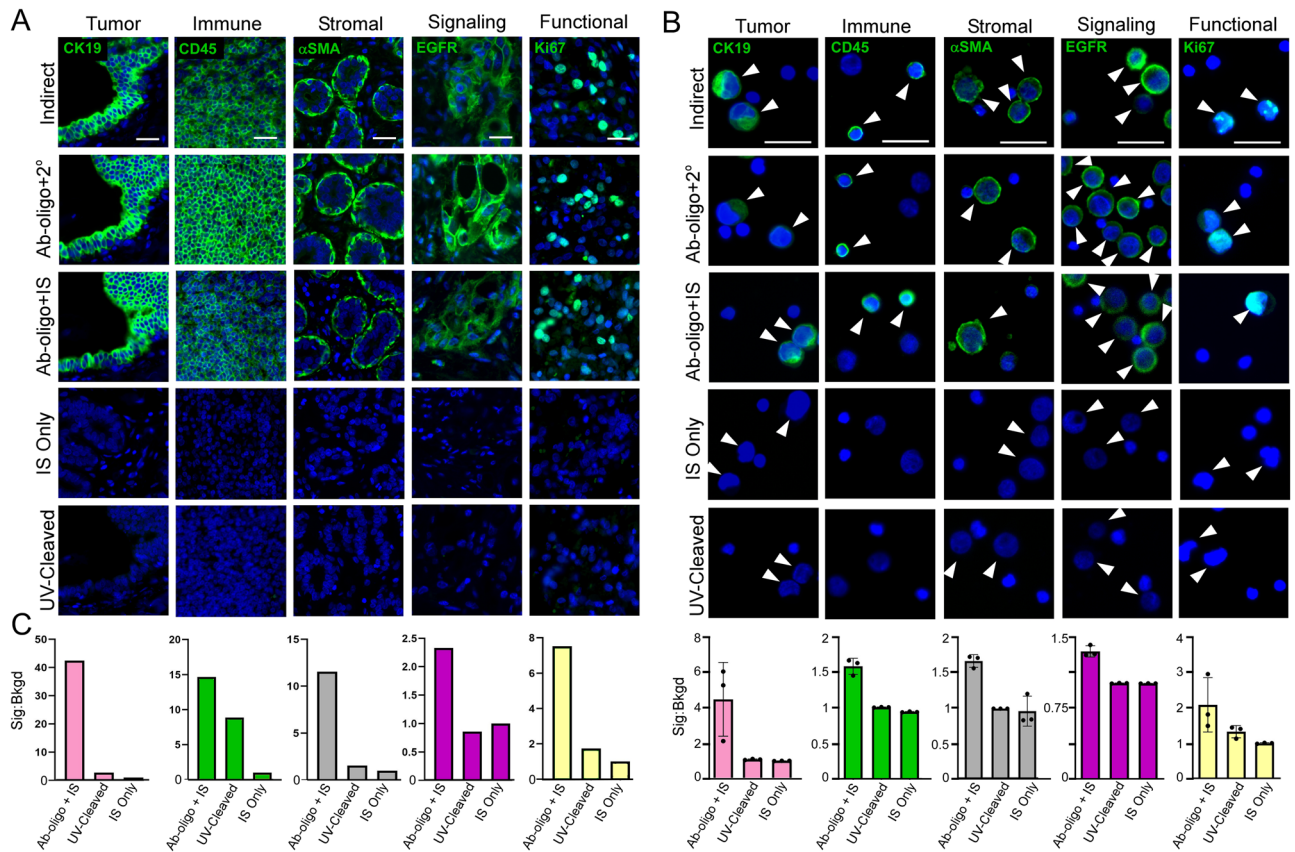 A
Tumor Immune Stromal Signaling Functional
CK19 CD45 αSMA EGFR Ki67
Indirect
Ab-oligo+2°
Ab-oligo+IS
IS Only
UV-Cleaved
B
Tumor Immune Stromal Signaling Functional
CK19 CD45 αSMA EGFR Ki67
Indirect
Ab-oligo+2°
Ab-oligo+IS
IS Only
UV-Cleaved
C
Sig:Bkgd
50
40
30
20
10
0
Ab-oligo + IS
UV-Cleaved
IS Only
20
15
10
5
0
Ab-oligo + IS
UV-Cleaved
IS Only
15
10
5
0
Ab-oligo + IS
UV-Cleaved
IS Only
2.5
2.0
1.5
1.0
0.5
0
Ab-oligo + IS
UV-Cleaved
IS Only
8
6
4
2
0
Ab-oligo + IS
UV-Cleaved
IS Only
Sig:Bkgd
8
6
4
2
0
Ab-oligo + IS
UV-Cleaved
IS Only
2
1.5
1
0.5
0
Ab-oligo + IS
UV-Cleaved
IS Only
2
1.5
1
0.5
0
Ab-oligo + IS
UV-Cleaved
IS Only
1.5
0.75
0
Ab-oligo + IS
UV-Cleaved
IS Only
4
3
2
1
0
Ab-oligo + IS
UV-Cleaved
IS Only